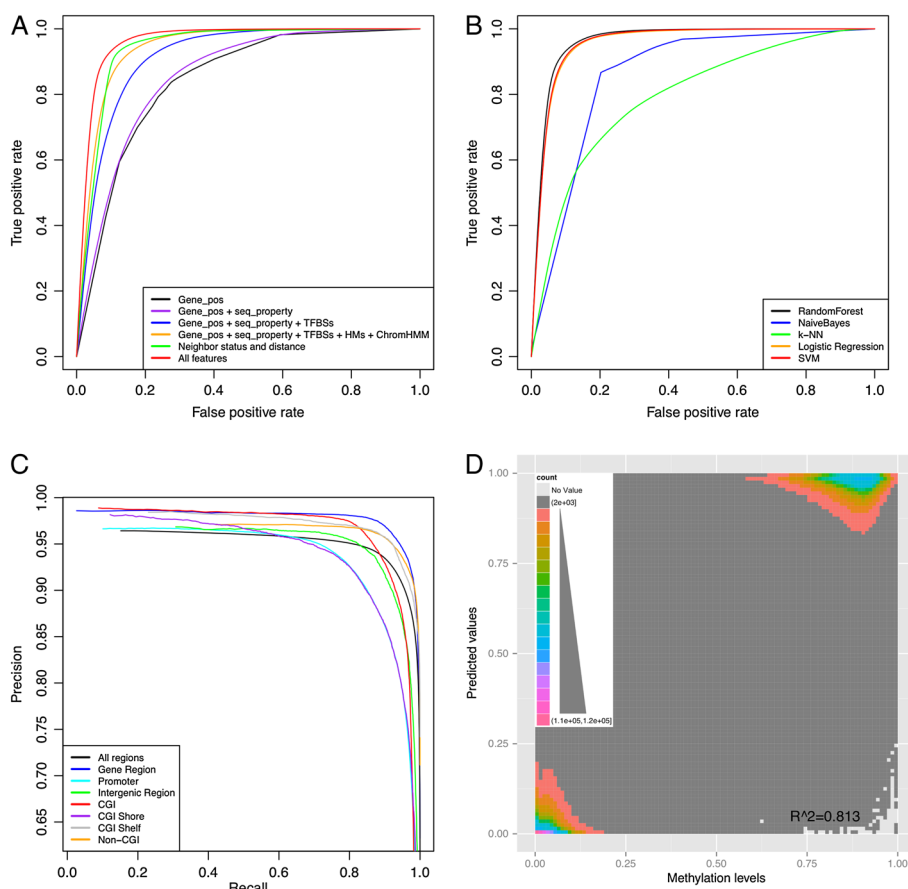 A
True positive rate
0.0
0.2
0.4
0.6
0.8
1.0
0.0 0.2 0.4 0.6 0.8 1.0
False positive rate
Gene_pos
Gene_pos + seq_property
Gene_pos + seq_property + TFBSs
Gene_pos + seq_property + TFBSs + HMs + ChromHMM
Neighbor status and distance
All features
B
True positive rate
0.0
0.2
0.4
0.6
0.8
1.0
0.0 0.2 0.4 0.6 0.8 1.0
False positive rate
RandomForest
NaiveBayes
k−NN
Logistic Regression
SVM
C
Precision
1.00
0.95
0.90
0.85
0.80
0.75
0.70
0.65
0.0 0.2 0.4 0.6 0.8 1.0
Recall
All regions
Gene Region
Promoter
Intergenic Region
CGI
CGI Shore
CGI Shelf
Non−CGI
D
Predicted values
1.00
0.75
0.50
0.25
0.00
0.00 0.25 0.50 0.75 1.00
Methylation levels
count
No Value
(2e+03]
(1.1e+05,1.2e+05]
R^2=0.813